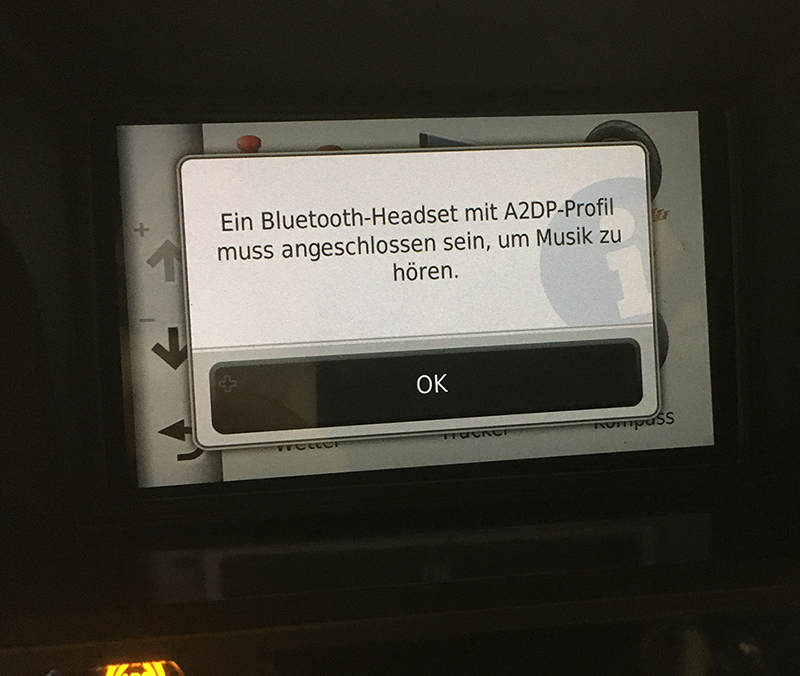 Ein Bluetooth-Headset mit A2DP-Profil
muss angeschlossen sein, um Musik zu
hören.
OK
Wetter Tracker Kompass